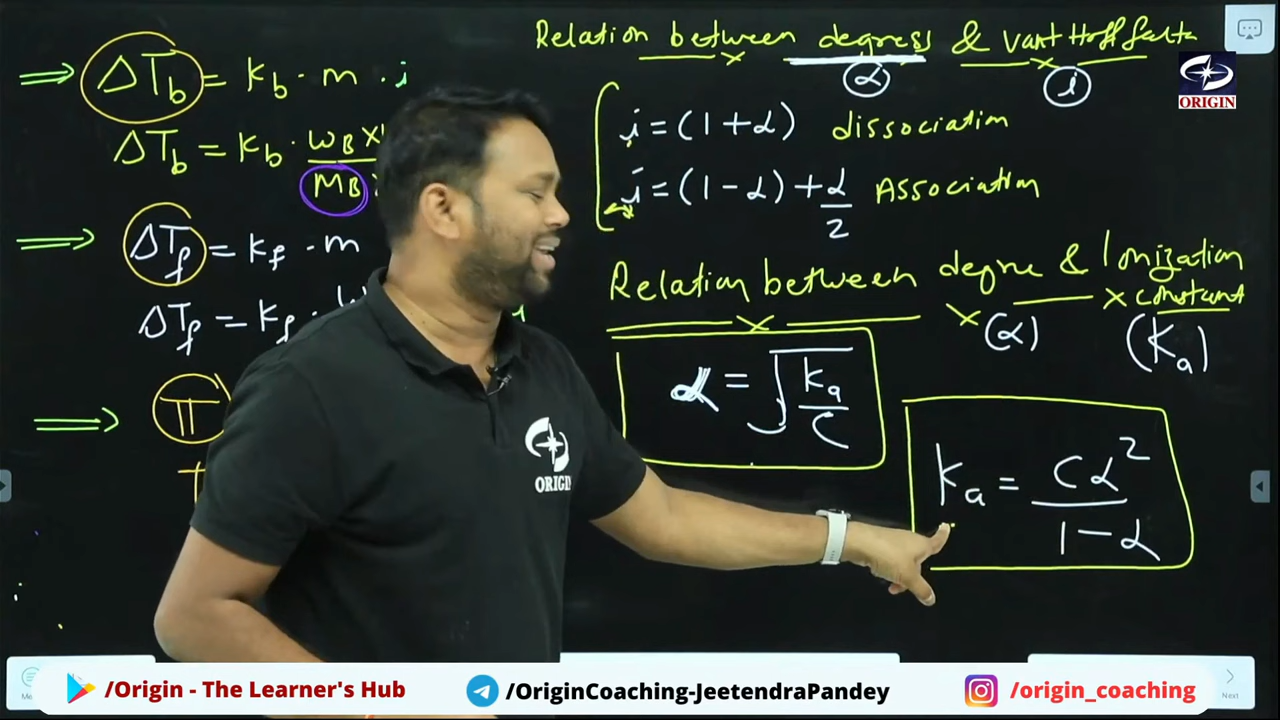 ⇒ ΔTb = Kb · m · i
ΔTb = Kb · WB ×
MB
⇒ ΔTf = Kf · m
ΔTf = Kf ·
⇒ π
Relation between degress & vant Hoff
(α) (i)
i = (1 + α) dissociation
i = (1 - α) + α/2 Association
Relation between degree & Ionization constant
(α) (Ka)
α = √(Ka/C)
Ka = Cα²/(1 - α)
ORIGIN
ORIGIN
Next
/Origin - The Learner's Hub
/OriginCoaching-JeetendraPandey
/origin_coaching